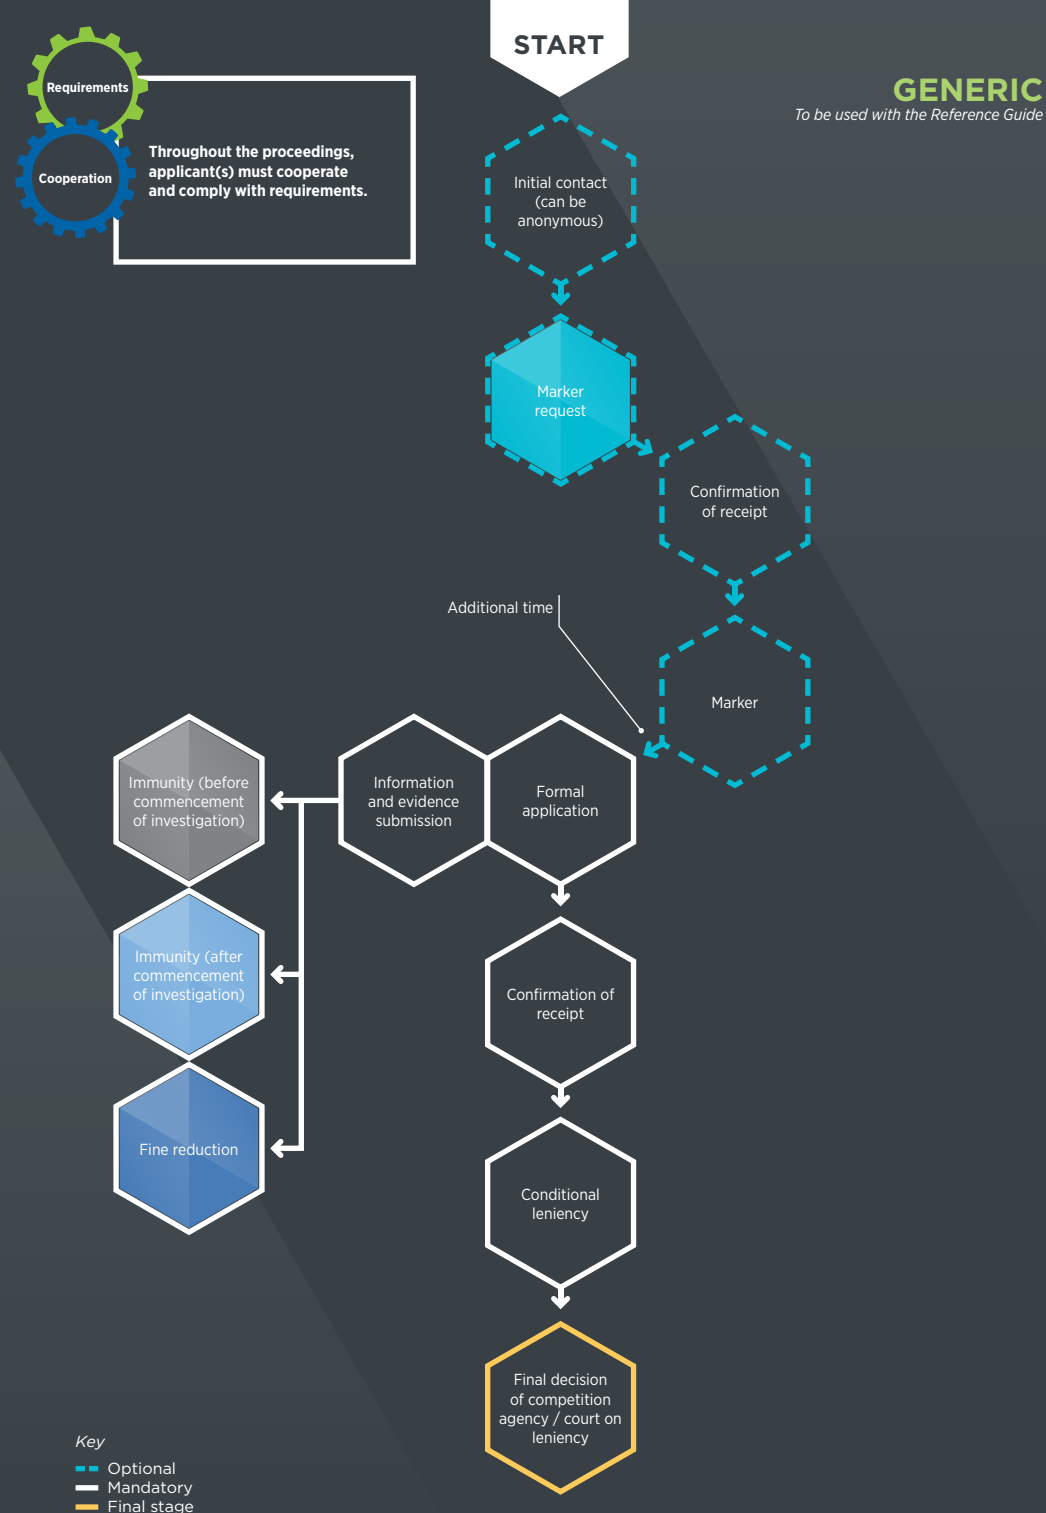 START
GENERIC
To be used with the Reference Guide
Requirements
Cooperation
Throughout the proceedings,
applicant(s) must cooperate
and comply with requirements.
Initial contact
(can be
anonymous)
Marker
request
Confirmation
of receipt
Additional time
Marker
Immunity (before
commencement
of investigation)
Information
and evidence
submission
Formal
application
Immunity (after
commencement
of investigation)
Confirmation of
receipt
Fine reduction
Conditional
leniency
Final decision
of competition
agency / court on
leniency
Key
Optional
Mandatory
Final stage